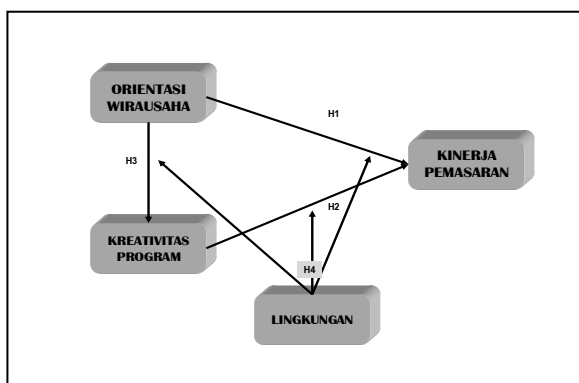 ORIENTASI
WIRAUSAHA
H1
KINERJA
PEMASARAN
H3
H2
KREATIVITAS
PROGRAM
H4
LINGKUNGAN